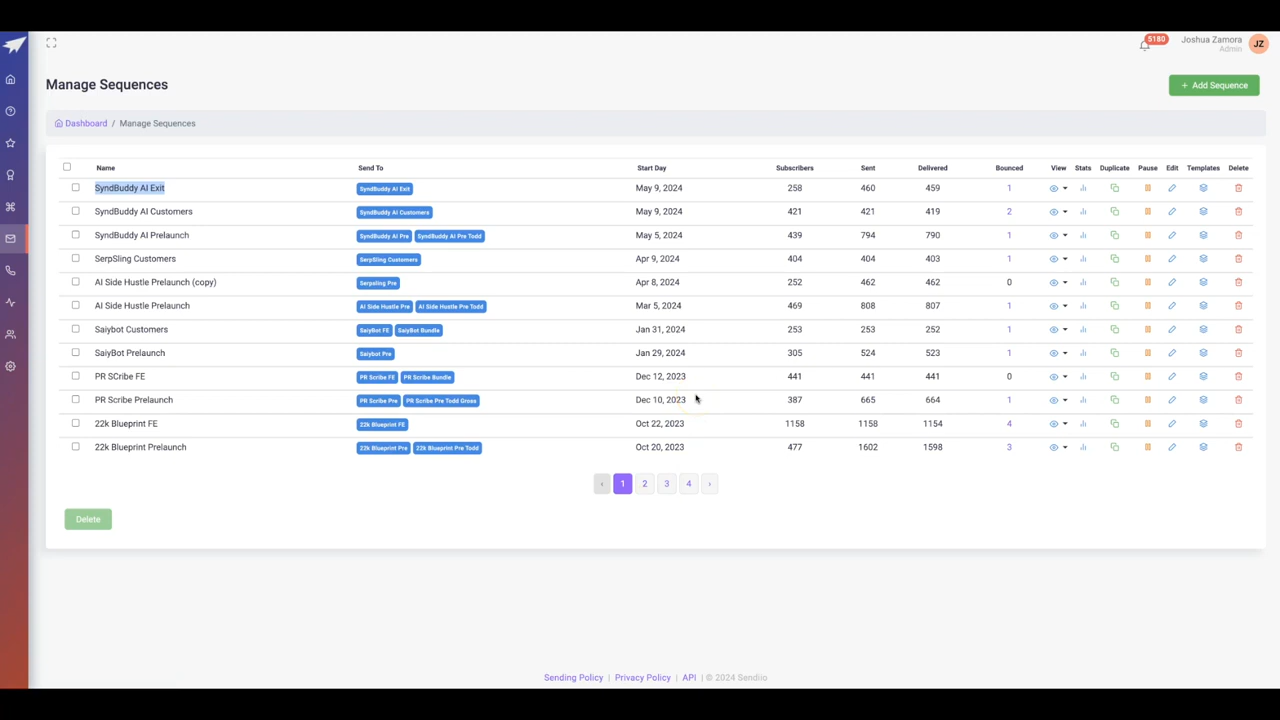 5180
Joshua Zamora
Admin
JZ
Manage Sequences
+ Add Sequence
Dashboard / Manage Sequences
Name Send To Start Day Subscribers Sent Delivered Bounced View Stats Duplicate Pause Edit Templates Delete
SyndBuddy AI Exit SyndBuddy AI Exit May 9, 2024 258 460 459 1
SyndBuddy AI Customers SyndBuddy AI Customers May 9, 2024 421 421 419 2
SyndBuddy AI Prelaunch SyndBuddy AI Pre SyndBuddy AI Pre Todd May 5, 2024 439 794 790 1
SerpSling Customers SerpSling Customers Apr 9, 2024 404 404 403 1
AI Side Hustle Prelaunch (copy) Serpsling Pre Apr 8, 2024 252 462 462 0
AI Side Hustle Prelaunch AI Side Hustle Pre AI Side Hustle Pre Todd Mar 5, 2024 469 808 807 1
Saiybot Customers SaiyBot FE SaiyBot Bundle Jan 31, 2024 253 253 252 1
SaiyBot Prelaunch Saiybot Pre Jan 29, 2024 305 524 523 1
PR SCribe FE PR Scribe FE PR Scribe Bundle Dec 12, 2023 441 441 441 0
PR Scribe Prelaunch PR Scribe Pre PR Scribe Pre Todd Gross Dec 10, 2023 387 665 664 1
22k Blueprint FE 22k Blueprint FE Oct 22, 2023 1158 1158 1154 4
22k Blueprint Prelaunch 22k Blueprint Pre 22k Blueprint Pre Todd Oct 20, 2023 477 1602 1598 3
‹ 1 2 3 4 ›
Delete
Sending Policy | Privacy Policy | API | © 2024 Sendiio